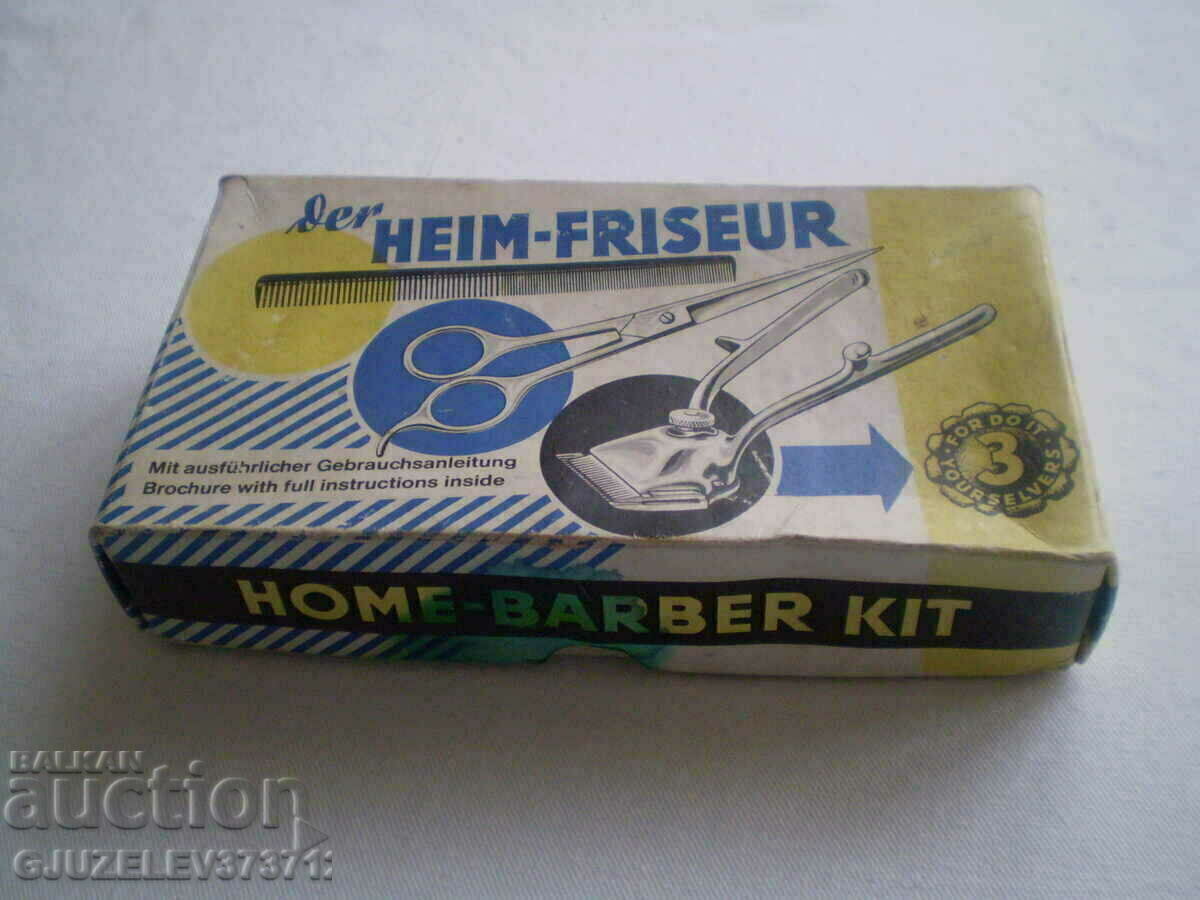 der HEIM-FRISEUR
Mit ausführlicher Gebrauchsanleitung
Brochure with full instructions inside
· FOR DO IT ·
3
YOURSELVERS
HOME-BARBER KIT
BALKAN
auction
GJUZELEV37371